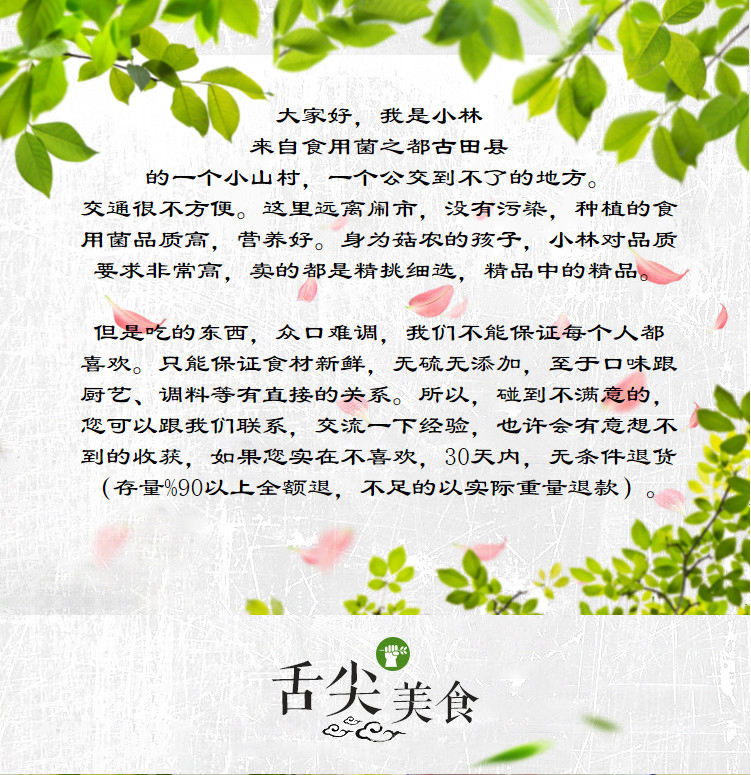 大家好，我是小林
来自食用菌之都古田县
的一个小山村，一个公交到不了的地方。
交通很不方便。这里远离闹市，没有污染，种植的食
用菌品质高，营养好。身为菇农的孩子，小林对品质
要求非常高，卖的都是精挑细选，精品中的精品。
但是吃的东西，众口难调，我们不能保证每个人都
喜欢。只能保证食材新鲜，无硫无添加，至于口味跟
厨艺、调料等有直接的关系。所以，碰到不满意的，
您可以跟我们联系，交流一下经验，也许会有意想不
到的收获，如果您实在不喜欢，30天内，无条件退货
（存量%90以上全额退，不足的以实际重量退款）。
舌尖美食